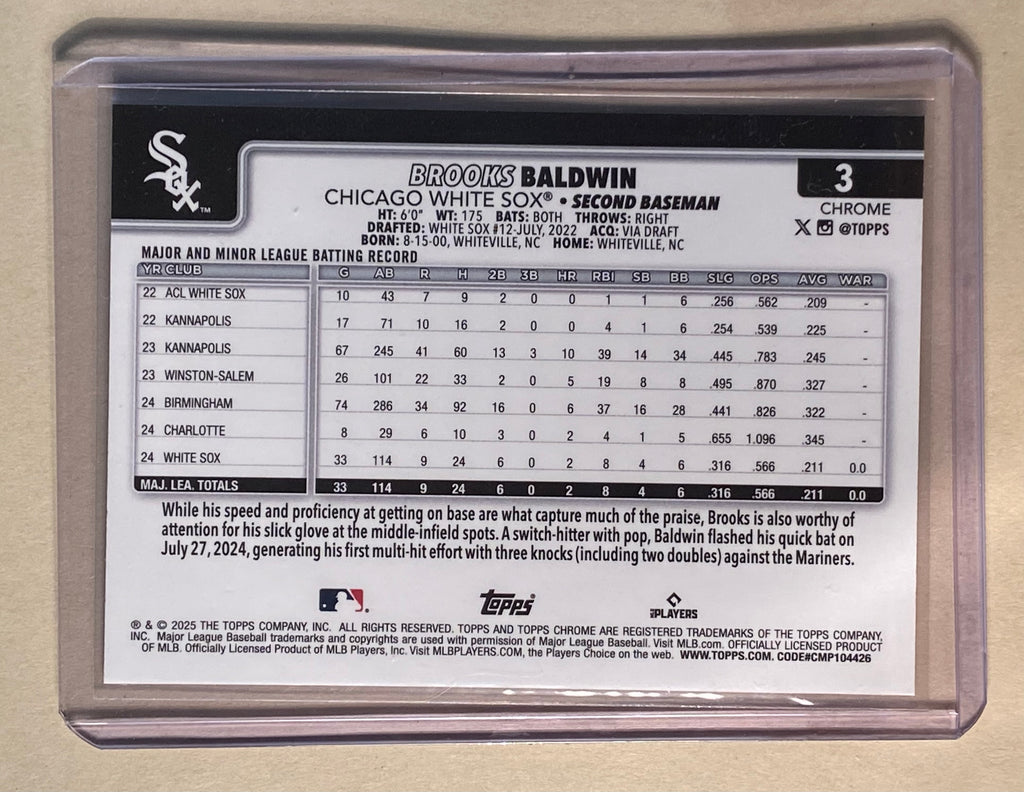 Sox™
3
BROOKS BALDWIN
CHICAGO WHITE SOX® • SECOND BASEMAN
CHROME
HT: 6'0" WT: 175 BATS: BOTH THROWS: RIGHT
DRAFTED: WHITE SOX #12-JULY, 2022 ACQ: VIA DRAFT
@TOPPS
BORN: 8-15-00, WHITEVILLE, NC HOME: WHITEVILLE, NC
MAJOR AND MINOR LEAGUE BATTING RECORD
YR CLUB G AB R H 2B 3B HR RBI SB BB SLG OPS AVG WAR
22 ACL WHITE SOX 10 43 7 9 2 0 0 1 1 6 .256 .562 .209 -
22 KANNAPOLIS 17 71 10 16 2 0 0 4 1 6 .254 .539 .225 -
23 KANNAPOLIS 67 245 41 60 13 3 10 39 14 34 .445 .783 .245 -
23 WINSTON-SALEM 26 101 22 33 2 0 5 19 8 8 .495 .870 .327 -
24 BIRMINGHAM 74 286 34 92 16 0 6 37 16 28 .441 .826 .322 -
24 CHARLOTTE 8 29 6 10 3 0 2 4 1 5 .655 1.096 .345 -
24 WHITE SOX 33 114 9 24 6 0 2 8 4 6 .316 .566 .211 0.0
MAJ. LEA. TOTALS 33 114 9 24 6 0 2 8 4 6 .316 .566 .211 0.0
While his speed and proficiency at getting on base are what capture much of the praise, Brooks is also worthy of
attention for his slick glove at the middle-infield spots. A switch-hitter with pop, Baldwin flashed his quick bat on
July 27, 2024, generating his first multi-hit effort with three knocks (including two doubles) against the Mariners.
Topps
PLAYERS
® & © 2025 THE TOPPS COMPANY, INC. ALL RIGHTS RESERVED. TOPPS AND TOPPS CHROME ARE REGISTERED TRADEMARKS OF THE TOPPS COMPANY,
INC. Major League Baseball trademarks and copyrights are used with permission of Major League Baseball. Visit MLB.com. OFFICIALLY LICENSED PRODUCT
OF MLB. Officially Licensed Product of MLB Players, Inc. Visit MLBPLAYERS.COM, the Players Choice on the web. WWW.TOPPS.COM. CODE#CMP104426